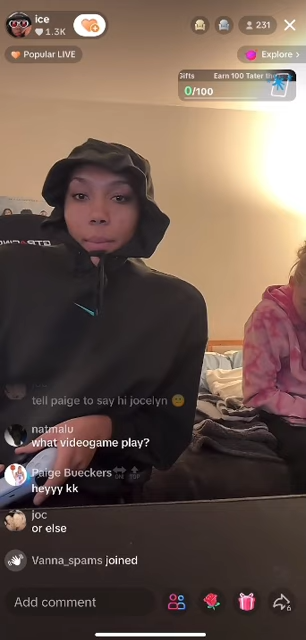 ice
1.3K
231
Popular LIVE
Explore >
Gifts
Earn 100 Tater
0/100
tell paige to say hi jocelyn 😐
natmalu
what videogame play?
Paige Bueckers
heyyy kk
joc
or else
Vanna_spams joined
Add comment